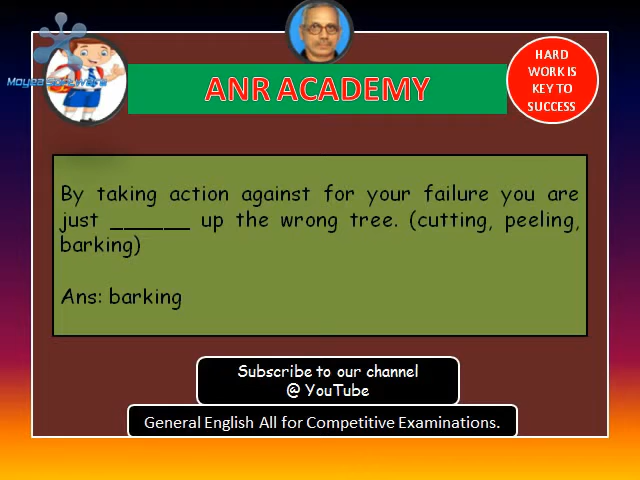 Moyea Software
ANR ACADEMY
HARD
WORK IS
KEY TO
SUCCESS
By taking action against for your failure you are
just ______ up the wrong tree. (cutting, peeling,
barking)
Ans: barking
Subscribe to our channel
@ YouTube
General English All for Competitive Examinations.